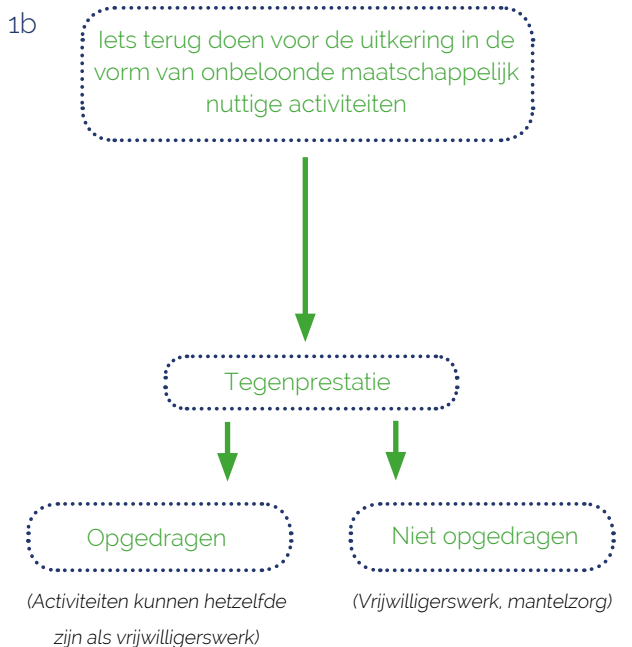 1b
Iets terug doen voor de uitkering in de
vorm van onbeloonde maatschappelijk
nuttige activiteiten
Tegenprestatie
Opgedragen
Niet opgedragen
(Activiteiten kunnen hetzelfde
zijn als vrijwilligerswerk)
(Vrijwilligerswerk, mantelzorg)